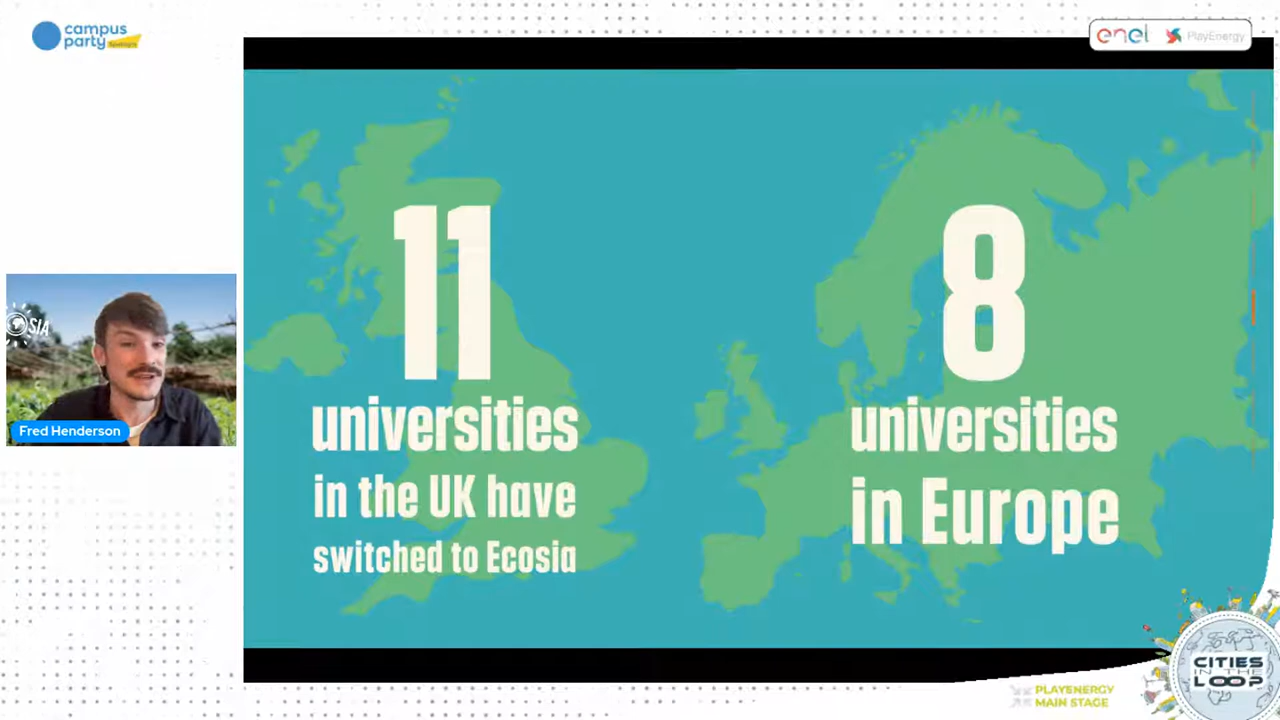 campus
party
enel PlayEnergy
11
universities
in the UK have
switched to Ecosia
8
universities
in Europe
SIA
Fred Henderson
CITIES
IN THE
LOOP
PLAYENERGY
MAIN STAGE